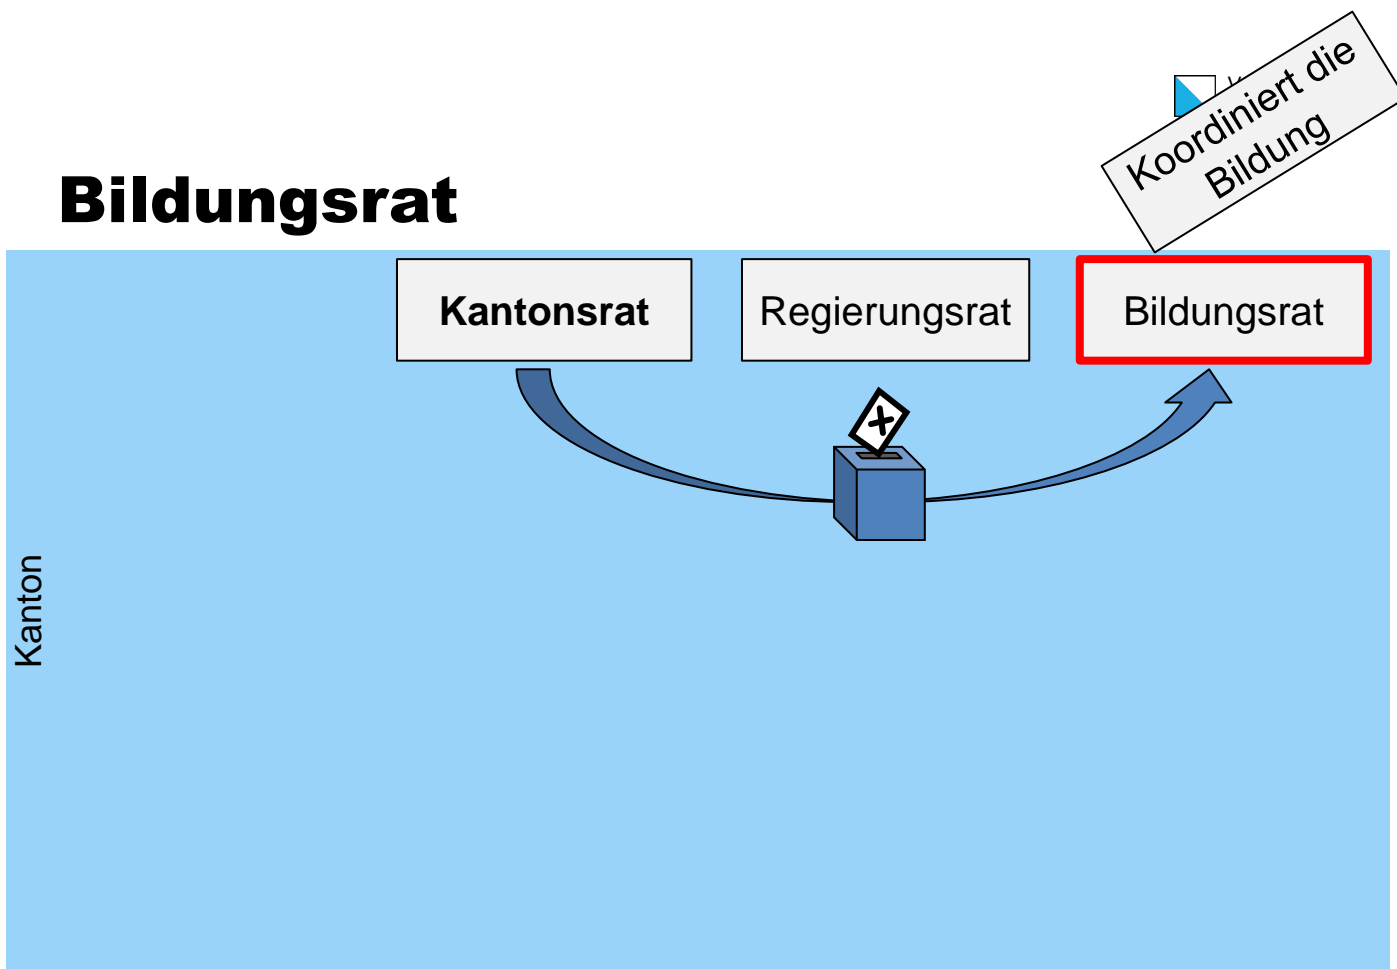 Koordiniert die
Bildung
Bildungsrat
Kantonsrat
Regierungsrat
Bildungsrat
Kanton